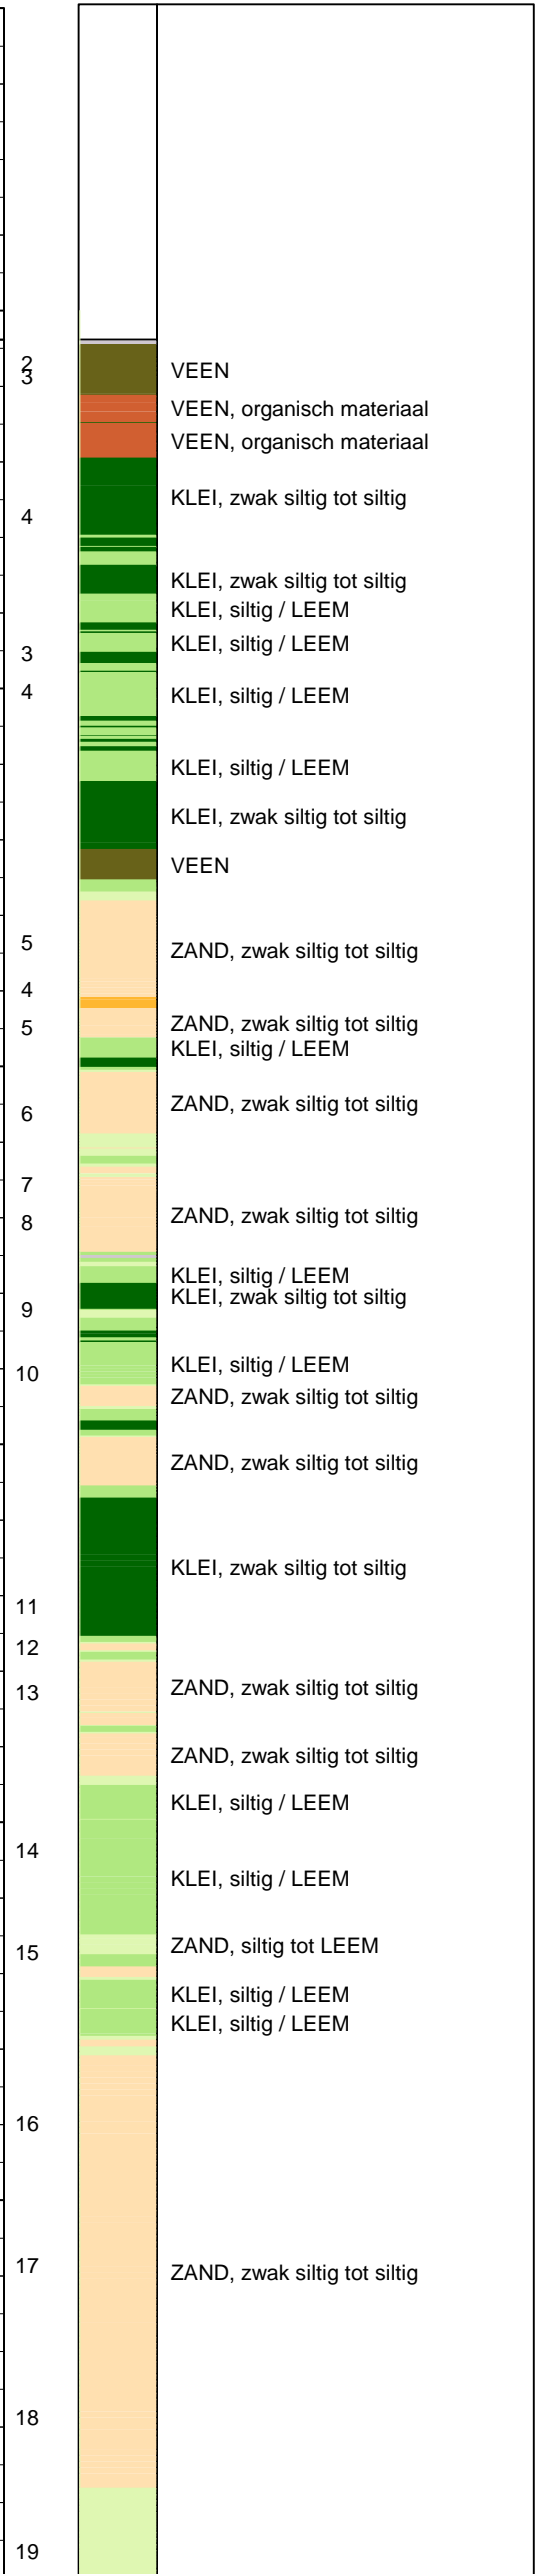 2
3
VEEN
VEEN, organisch materiaal
VEEN, organisch materiaal
KLEI, zwak siltig tot siltig
4
KLEI, zwak siltig tot siltig
KLEI, siltig / LEEM
KLEI, siltig / LEEM
3
4
KLEI, siltig / LEEM
KLEI, siltig / LEEM
KLEI, zwak siltig tot siltig
VEEN
5
ZAND, zwak siltig tot siltig
4
5
ZAND, zwak siltig tot siltig
KLEI, siltig / LEEM
6
ZAND, zwak siltig tot siltig
7
8
ZAND, zwak siltig tot siltig
KLEI, siltig / LEEM
KLEI, zwak siltig tot siltig
9
KLEI, siltig / LEEM
10
ZAND, zwak siltig tot siltig
ZAND, zwak siltig tot siltig
KLEI, zwak siltig tot siltig
11
12
13
ZAND, zwak siltig tot siltig
ZAND, zwak siltig tot siltig
KLEI, siltig / LEEM
14
KLEI, siltig / LEEM
15
ZAND, siltig tot LEEM
KLEI, siltig / LEEM
KLEI, siltig / LEEM
16
17
ZAND, zwak siltig tot siltig
18
19